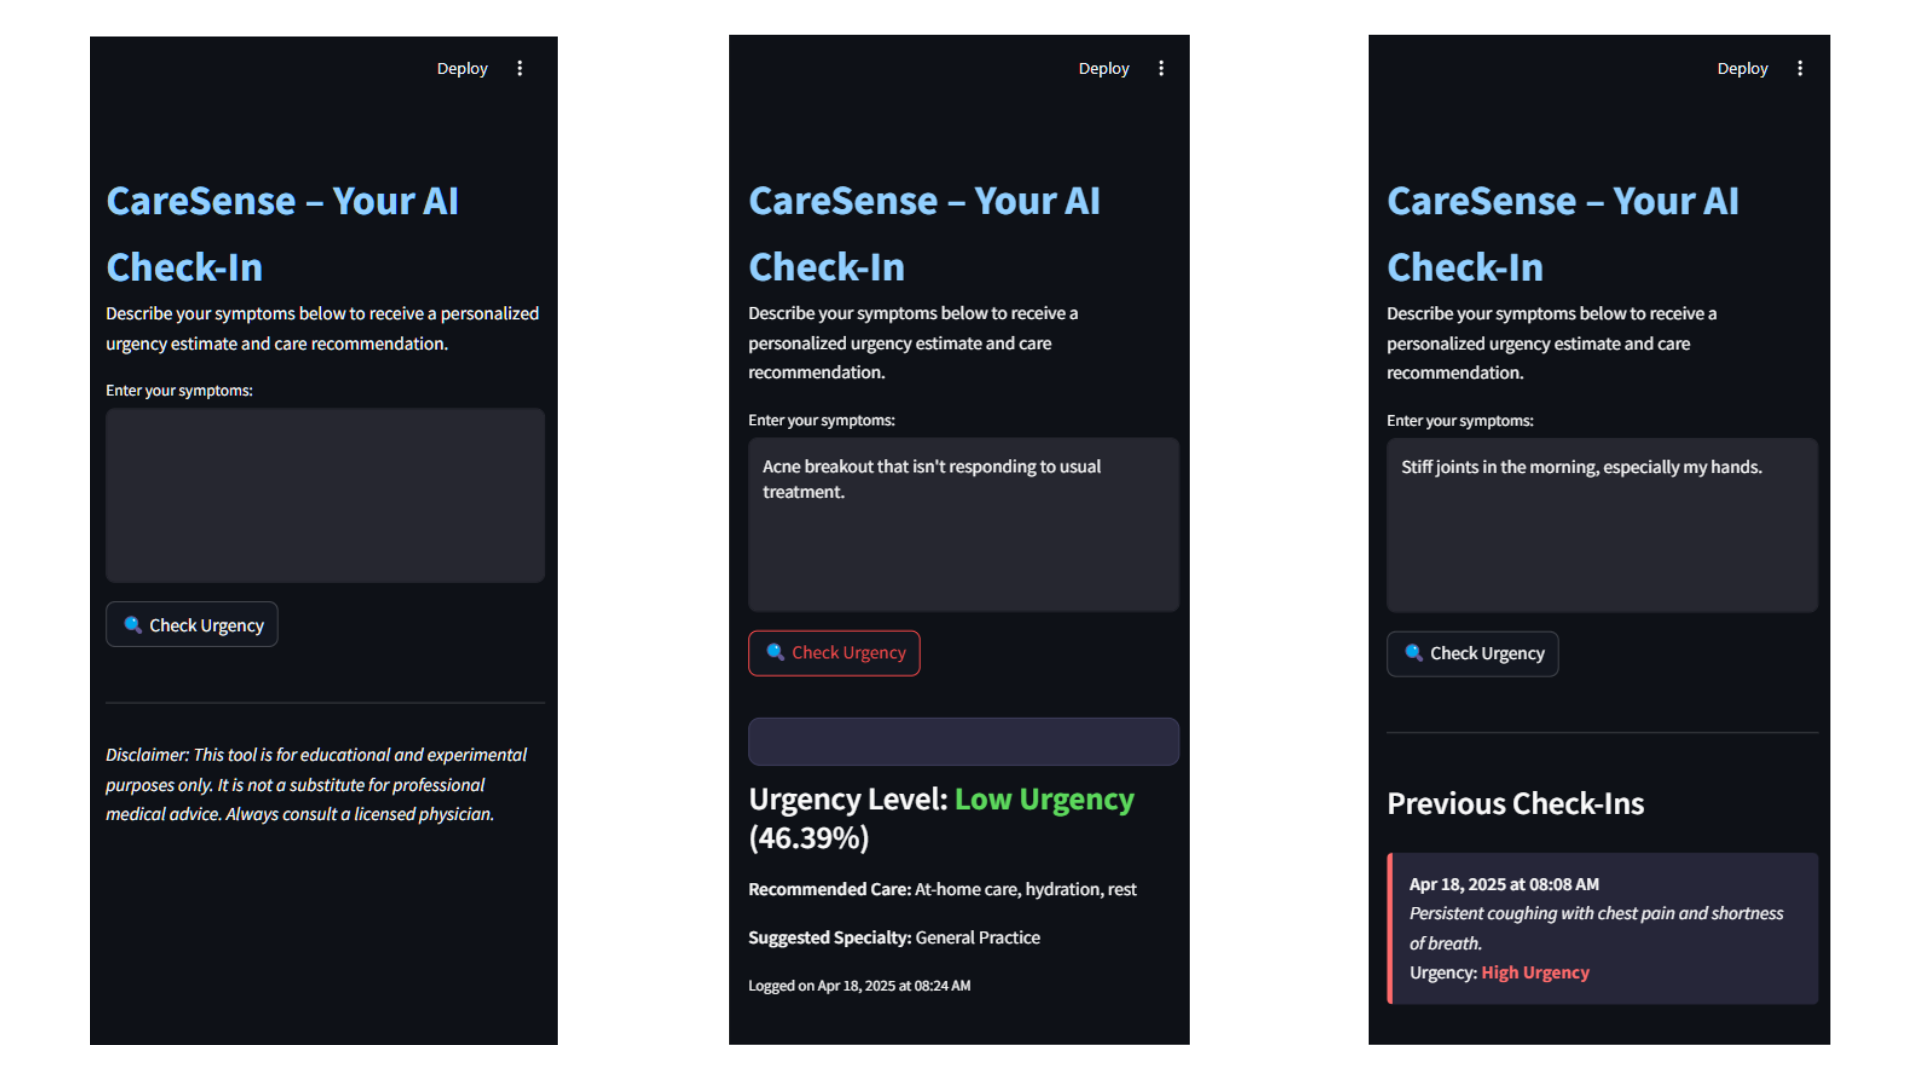 Deploy
CareSense – Your AI
Check-In
Describe your symptoms below to receive a personalized
urgency estimate and care recommendation.
Enter your symptoms:
Check Urgency
Disclaimer: This tool is for educational and experimental
purposes only. It is not a substitute for professional
medical advice. Always consult a licensed physician.
Deploy
CareSense – Your AI
Check-In
Describe your symptoms below to receive a
personalized urgency estimate and care
recommendation.
Enter your symptoms:
Acne breakout that isn't responding to usual
treatment.
Check Urgency
Urgency Level: Low Urgency
(46.39%)
Recommended Care: At-home care, hydration, rest
Suggested Specialty: General Practice
Logged on Apr 18, 2025 at 08:24 AM
Deploy
CareSense – Your AI
Check-In
Describe your symptoms below to receive a
personalized urgency estimate and care
recommendation.
Enter your symptoms:
Stiff joints in the morning, especially my hands.
Check Urgency
Previous Check-Ins
Apr 18, 2025 at 08:08 AM
Persistent coughing with chest pain and shortness
of breath.
Urgency: High Urgency